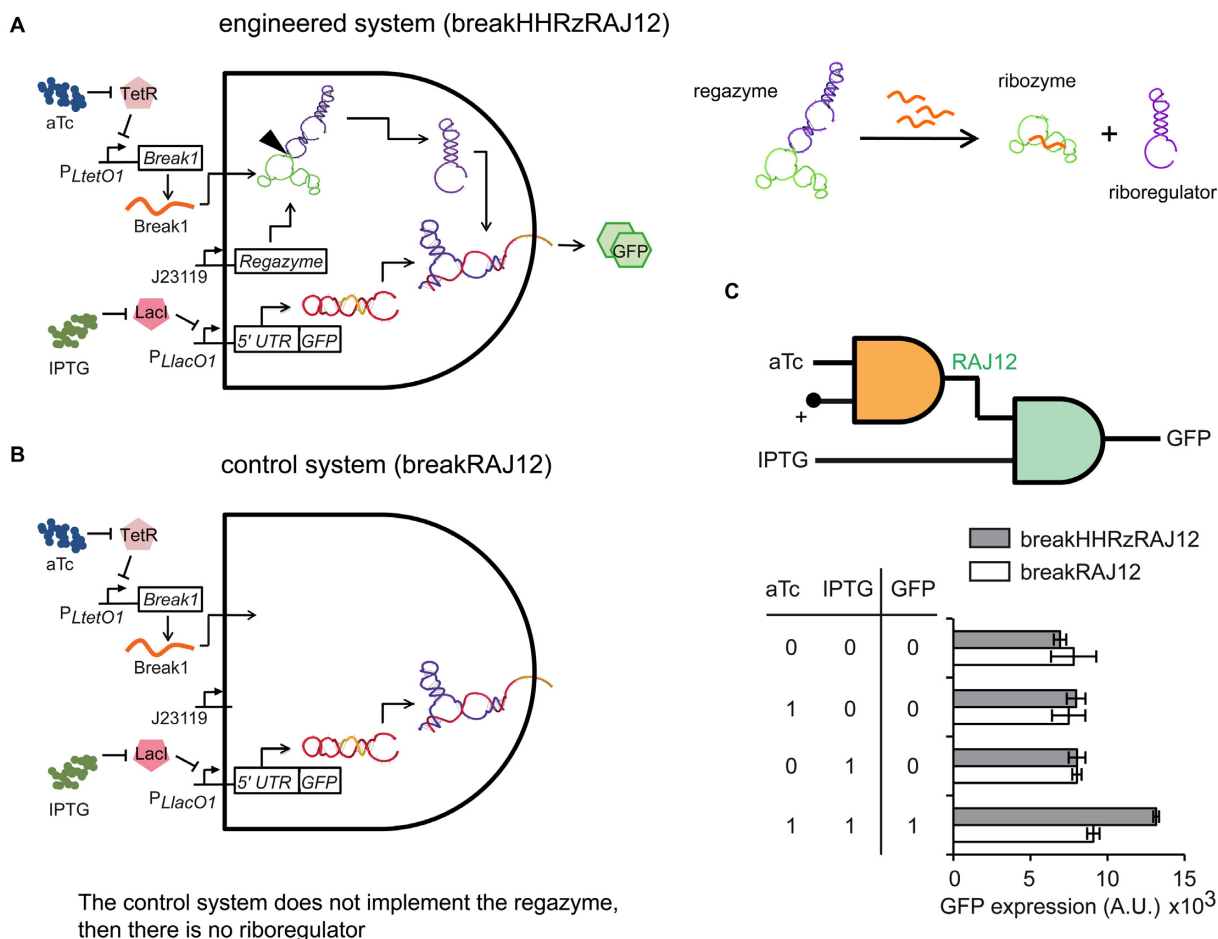 A
engineered system (breakHHRzRAJ12)
aTc
TetR
PLtetO1
Break1
Break1
J23119
Regazyme
IPTG
LacI
PLlacO1
5' UTR GFP
GFP
regazyme
ribozyme
+
riboregulator
B
control system (breakRAJ12)
aTc
TetR
PLtetO1
Break1
Break1
J23119
IPTG
LacI
PLlacO1
5' UTR GFP
The control system does not implement the regazyme,
then there is no riboregulator
C
aTc
+
RAJ12
IPTG
GFP
breakHHRzRAJ12
breakRAJ12
aTc IPTG GFP
0 0 0
1 0 0
0 1 0
1 1 1
0 5 10 15
GFP expression (A.U.) x10³